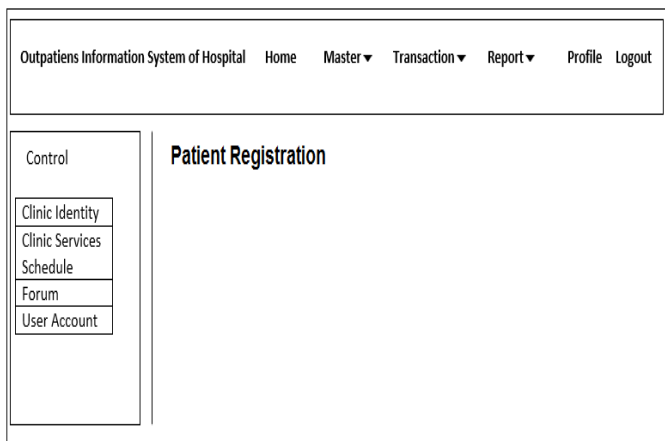 Outpatiens Information System of Hospital Home Master▼ Transaction▼ Report▼ Profile Logout
Control
Patient Registration
Clinic Identity
Clinic Services
Schedule
Forum
User Account